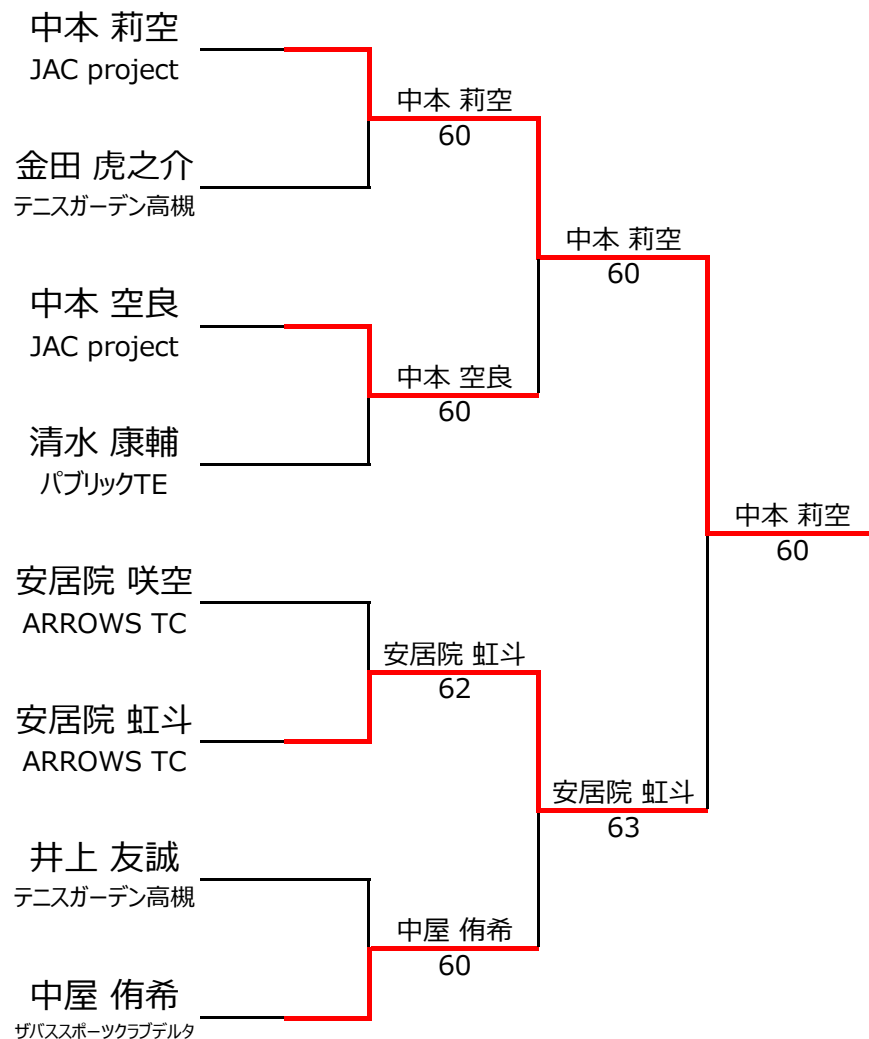 中本 莉空
JAC project
中本 莉空
60
金田 虎之介
テニスガーデン高槻
中本 莉空
60
中本 空良
JAC project
中本 空良
60
清水 康輔
パブリックTE
中本 莉空
60
安居院 咲空
ARROWS TC
安居院 虹斗
62
安居院 虹斗
ARROWS TC
安居院 虹斗
63
井上 友誠
テニスガーデン高槻
中屋 侑希
60
中屋 侑希
ザバススポーツクラブデルタ